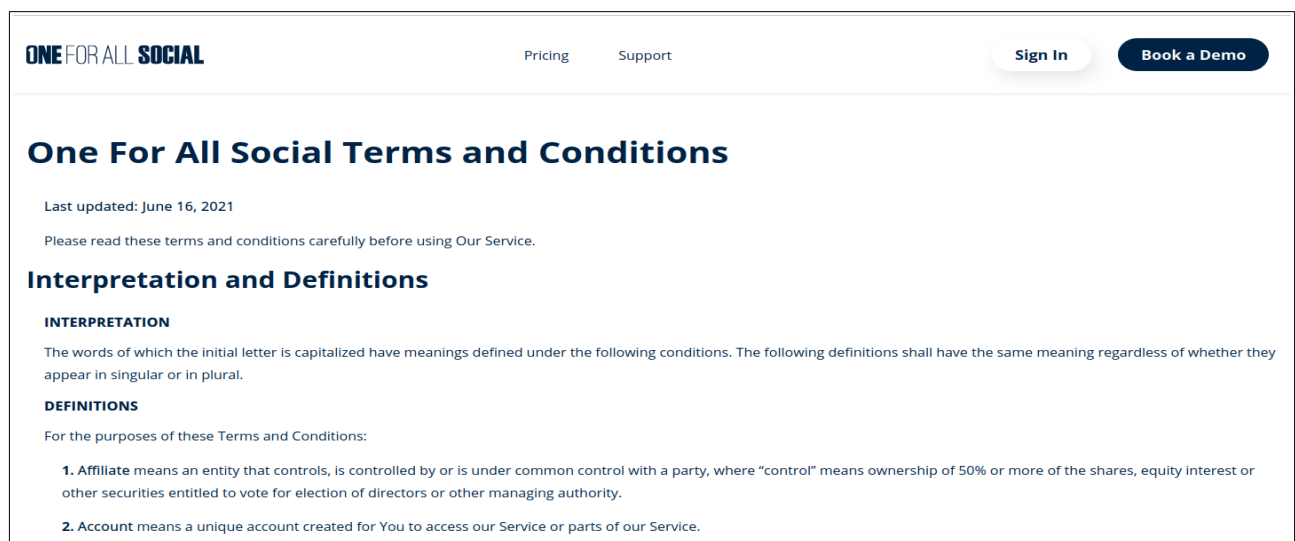 ONE FOR ALL SOCIAL
Pricing
Support
Sign In
Book a Demo
One For All Social Terms and Conditions
Last updated: June 16, 2021
Please read these terms and conditions carefully before using Our Service.
Interpretation and Definitions
INTERPRETATION
The words of which the initial letter is capitalized have meanings defined under the following conditions. The following definitions shall have the same meaning regardless of whether they
appear in singular or in plural.
DEFINITIONS
For the purposes of these Terms and Conditions:
1. Affiliate means an entity that controls, is controlled by or is under common control with a party, where “control” means ownership of 50% or more of the shares, equity interest or
other securities entitled to vote for election of directors or other managing authority.
2. Account means a unique account created for You to access our Service or parts of our Service.